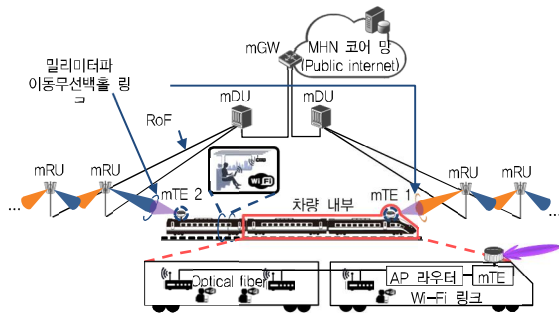 mGW
MHN 코어 망
(Public internet)
밀리미터파
이동무선백홀 링
크
mDU
mDU
RoF
Wi Fi
mRU
mRU
mTE 2
mTE 1
mRU
mRU
...
...
차량 내부
Optical fiber
AP 라우터
mTE
Wi-Fi 링크